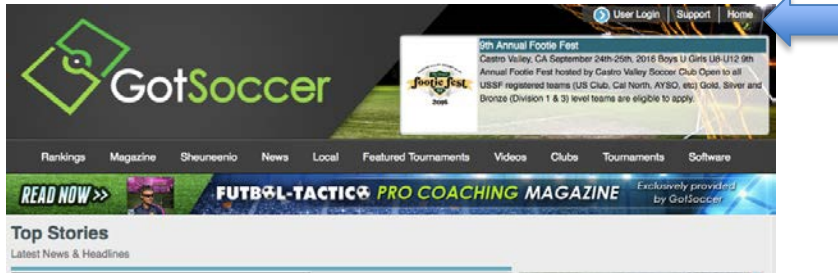 User Login Support Home
GotSoccer
footie fest
2016
9th Annual Footie Fest
Castro Valley, CA September 24th-25th, 2016 Boys U Girls U8-U12 9th
Annual Footie Fest hosted by Castro Valley Soccer Club Open to all
USSF registered teams (US Club, Cal North, AYSO, etc) Gold, Silver and
Bronze (Division 1 & 3) level teams are eligible to apply.
Rankings Magazine Sheuneenio News Local Featured Tournaments Videos Clubs Tournaments Software
READ NOW >> FUTBOL-TACTICO PRO COACHING MAGAZINE Exclusively provided
by GotSoccer
Top Stories
Latest News & Headlines